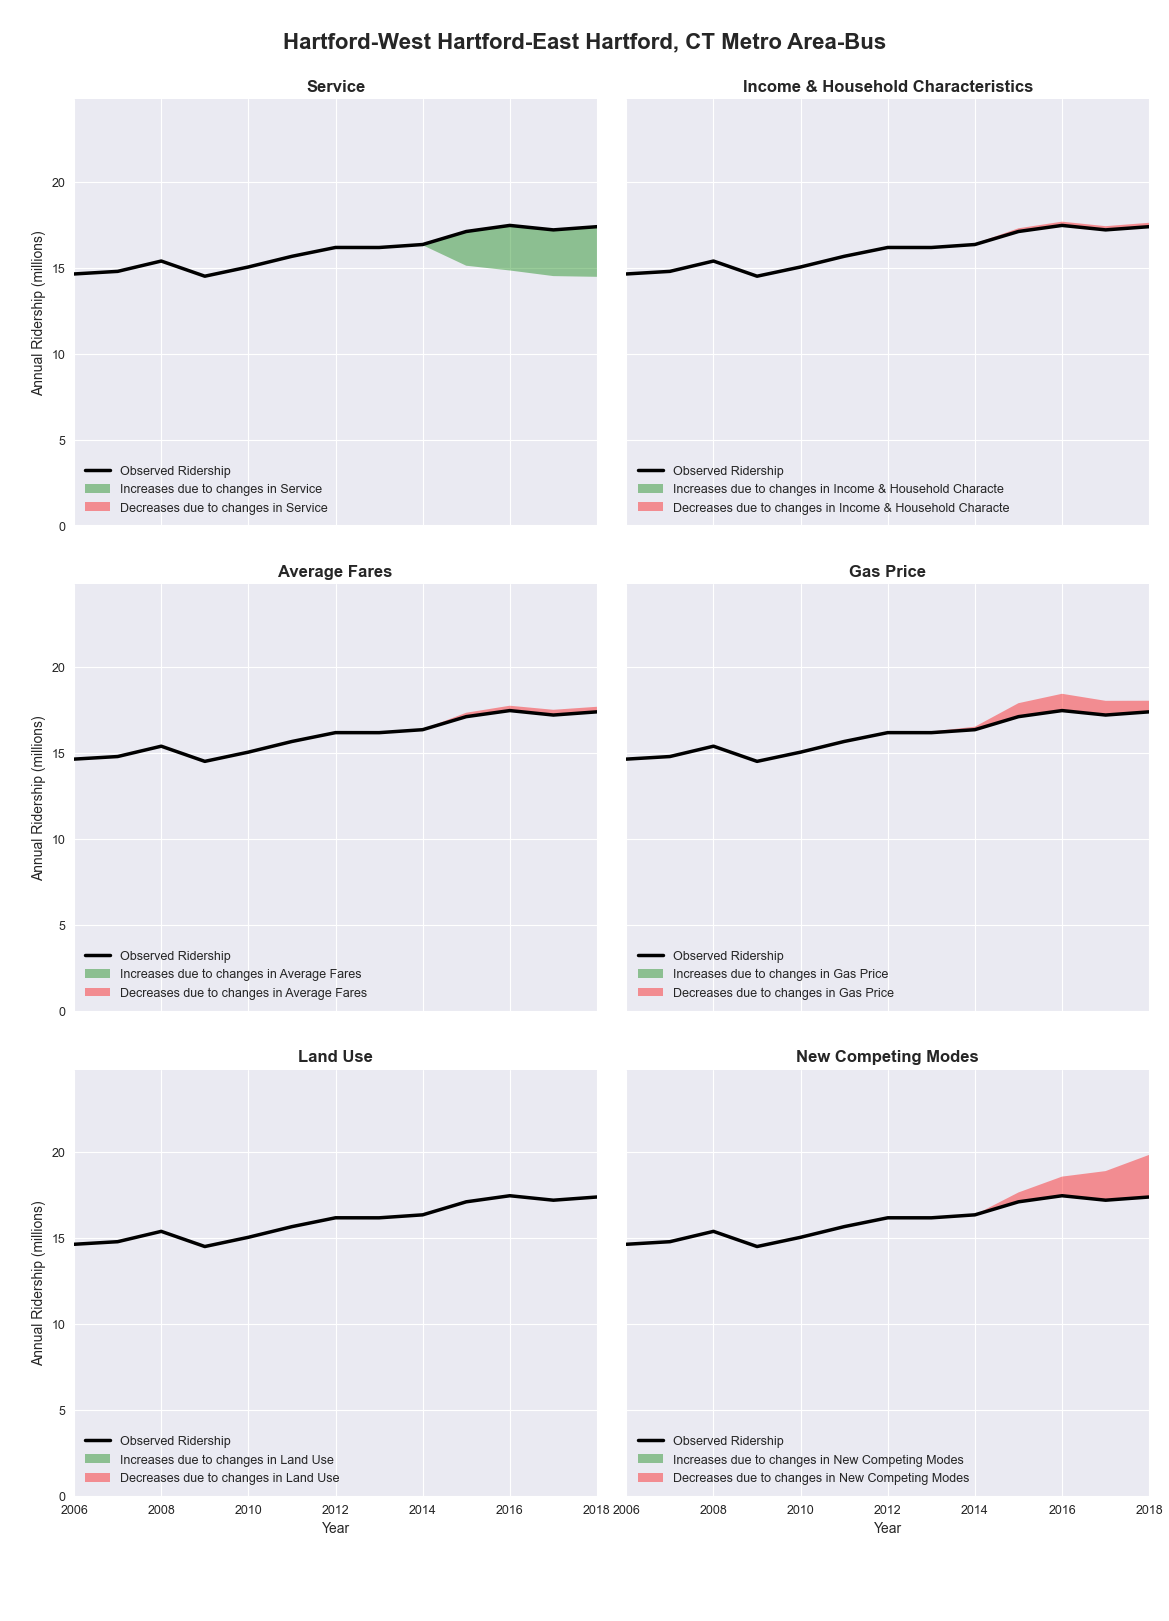 Hartford-West Hartford-East Hartford, CT Metro Area-Bus
Service
Annual Ridership (millions)
20
15
10
5
0
Observed Ridership
Increases due to changes in Service
Decreases due to changes in Service
Income & Household Characteristics
Observed Ridership
Increases due to changes in Income & Household Characte
Decreases due to changes in Income & Household Characte
Average Fares
Annual Ridership (millions)
20
15
10
5
0
Observed Ridership
Increases due to changes in Average Fares
Decreases due to changes in Average Fares
Gas Price
Observed Ridership
Increases due to changes in Gas Price
Decreases due to changes in Gas Price
Land Use
Annual Ridership (millions)
20
15
10
5
0
Observed Ridership
Increases due to changes in Land Use
Decreases due to changes in Land Use
2006 2008 2010 2012 2014 2016 2018
Year
New Competing Modes
Observed Ridership
Increases due to changes in New Competing Modes
Decreases due to changes in New Competing Modes
2006 2008 2010 2012 2014 2016 2018
Year